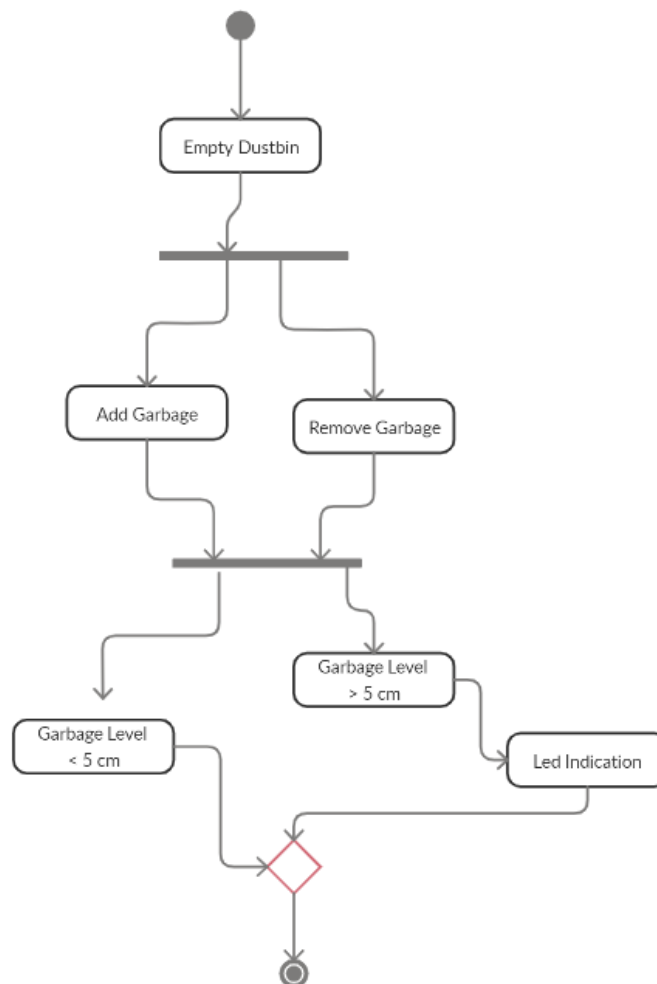 Empty Dustbin
Add Garbage
Remove Garbage
Garbage Level
> 5 cm
Garbage Level
< 5 cm
Led Indication